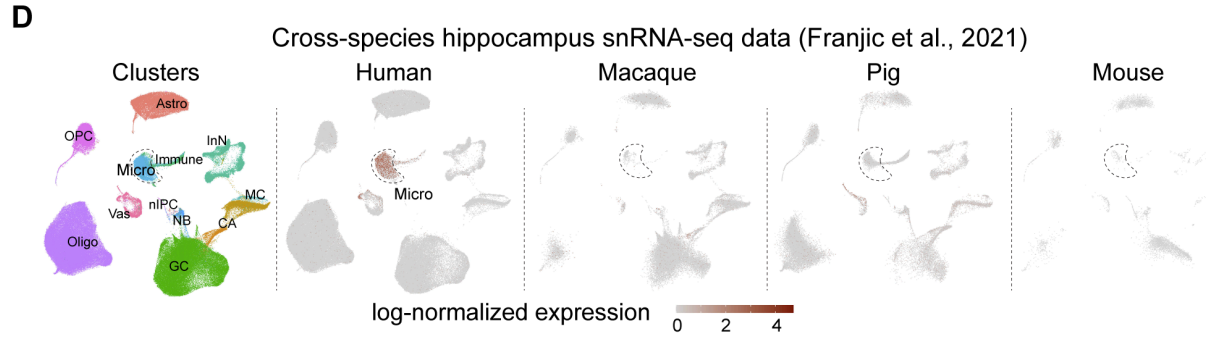 D
Cross-species hippocampus snRNA-seq data (Franjic et al., 2021)
Clusters
Human
Macaque
Pig
Mouse
Astro
OPC
InN
Immune
Micro
Micro
MC
Vas
nIPC
NB
CA
Oligo
GC
log-normalized expression
0 2 4